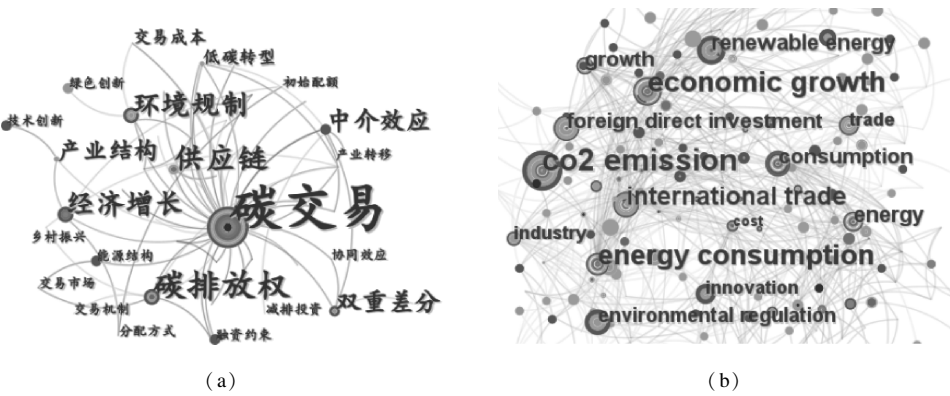 交易成本
低碳转型
绿色创新
初始配额
环境规制
技术创新
中介效应
产业结构
供应链
产业转移
碳交易
经济增长
乡村振兴
能源结构
协同效应
交易市场
碳排放权
交易机制
减排投资
双重差分
分配方式
融资约束
(a)
renewable energy
growth
economic growth
foreign direct investment
trade
co2 emission
consumption
international trade
cost
energy
industry
energy consumption
innovation
environmental regulation
(b)